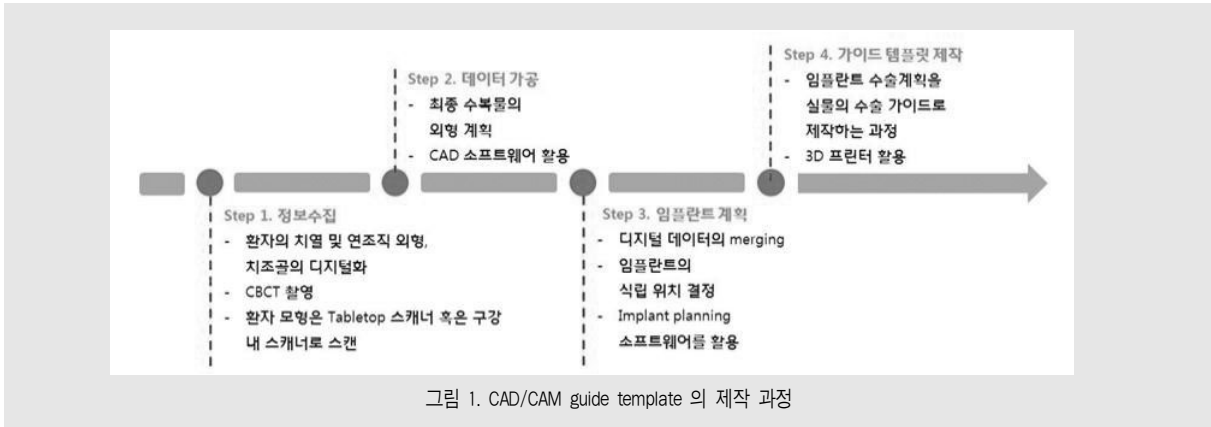 Step 1. 정보수집
- 환자의 치열 및 연조직 외형,
치조골의 디지털화
- CBCT 촬영
- 환자 모형은 Tabletop 스캐너 혹은 구강
내 스캐너로 스캔
Step 2. 데이터 가공
- 최종 수복물의
외형 계획
- CAD 소프트웨어 활용
Step 3. 임플란트 계획
- 디지털 데이터의 merging
- 임플란트의
식립 위치 결정
- Implant planning
소프트웨어를 활용
Step 4. 가이드 템플릿 제작
- 임플란트 수술계획을
실물의 수술 가이드로
제작하는 과정
- 3D 프린터 활용
그림 1. CAD/CAM guide template 의 제작 과정